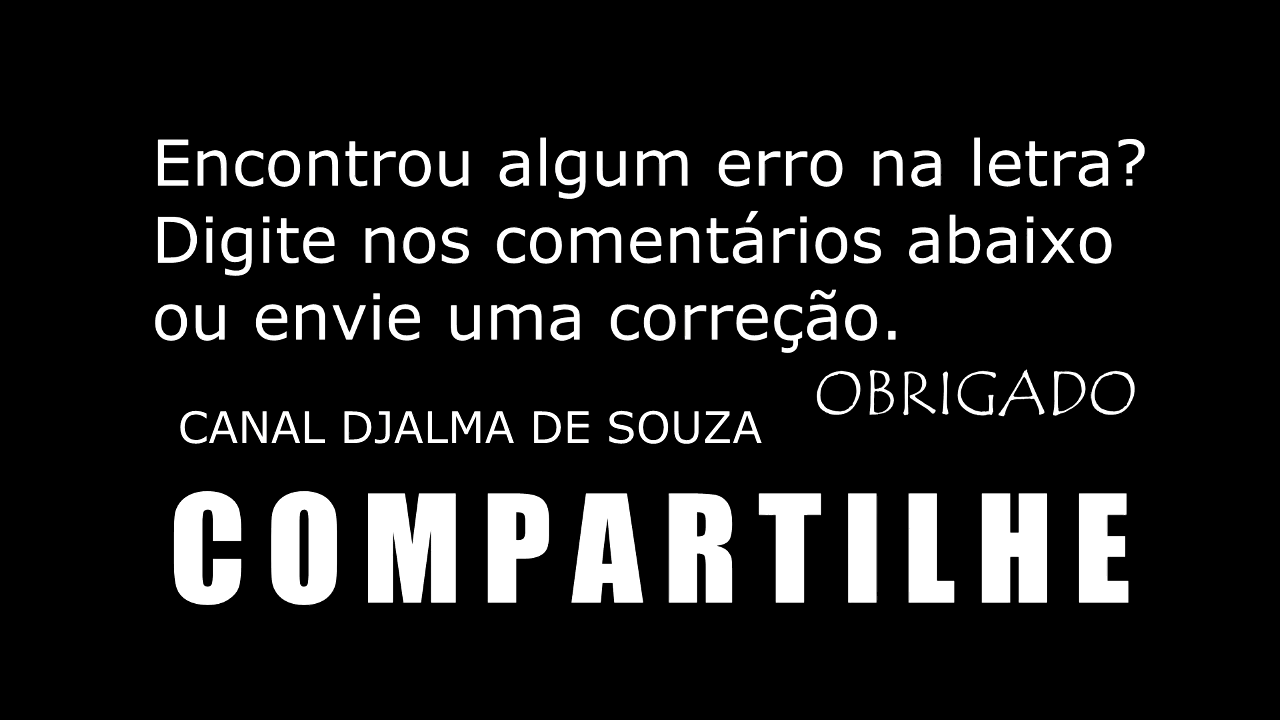 Encontrou algum erro na letra?
Digite nos comentários abaixo
ou envie uma correção.
OBRIGADO
CANAL DJALMA DE SOUZA
COMPARTILHE